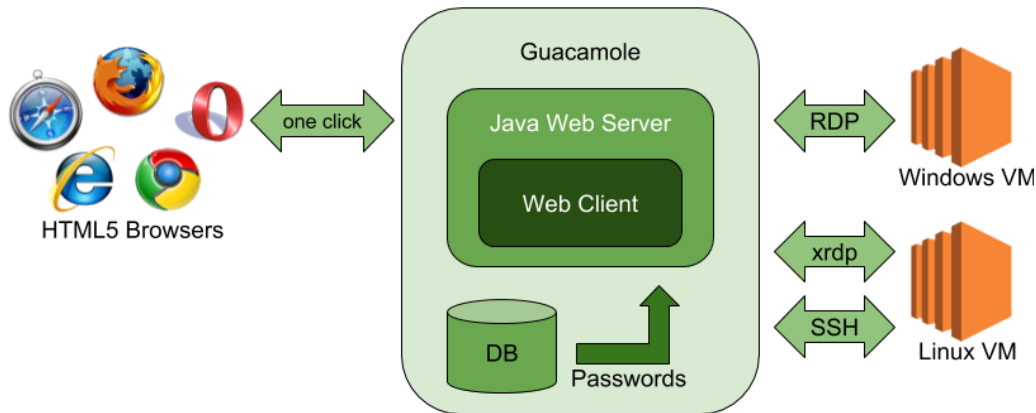 Guacamole
one click
Java Web Server
Web Client
RDP
Windows VM
HTML5 Browsers
xrdp
SSH
Linux VM
DB
Passwords